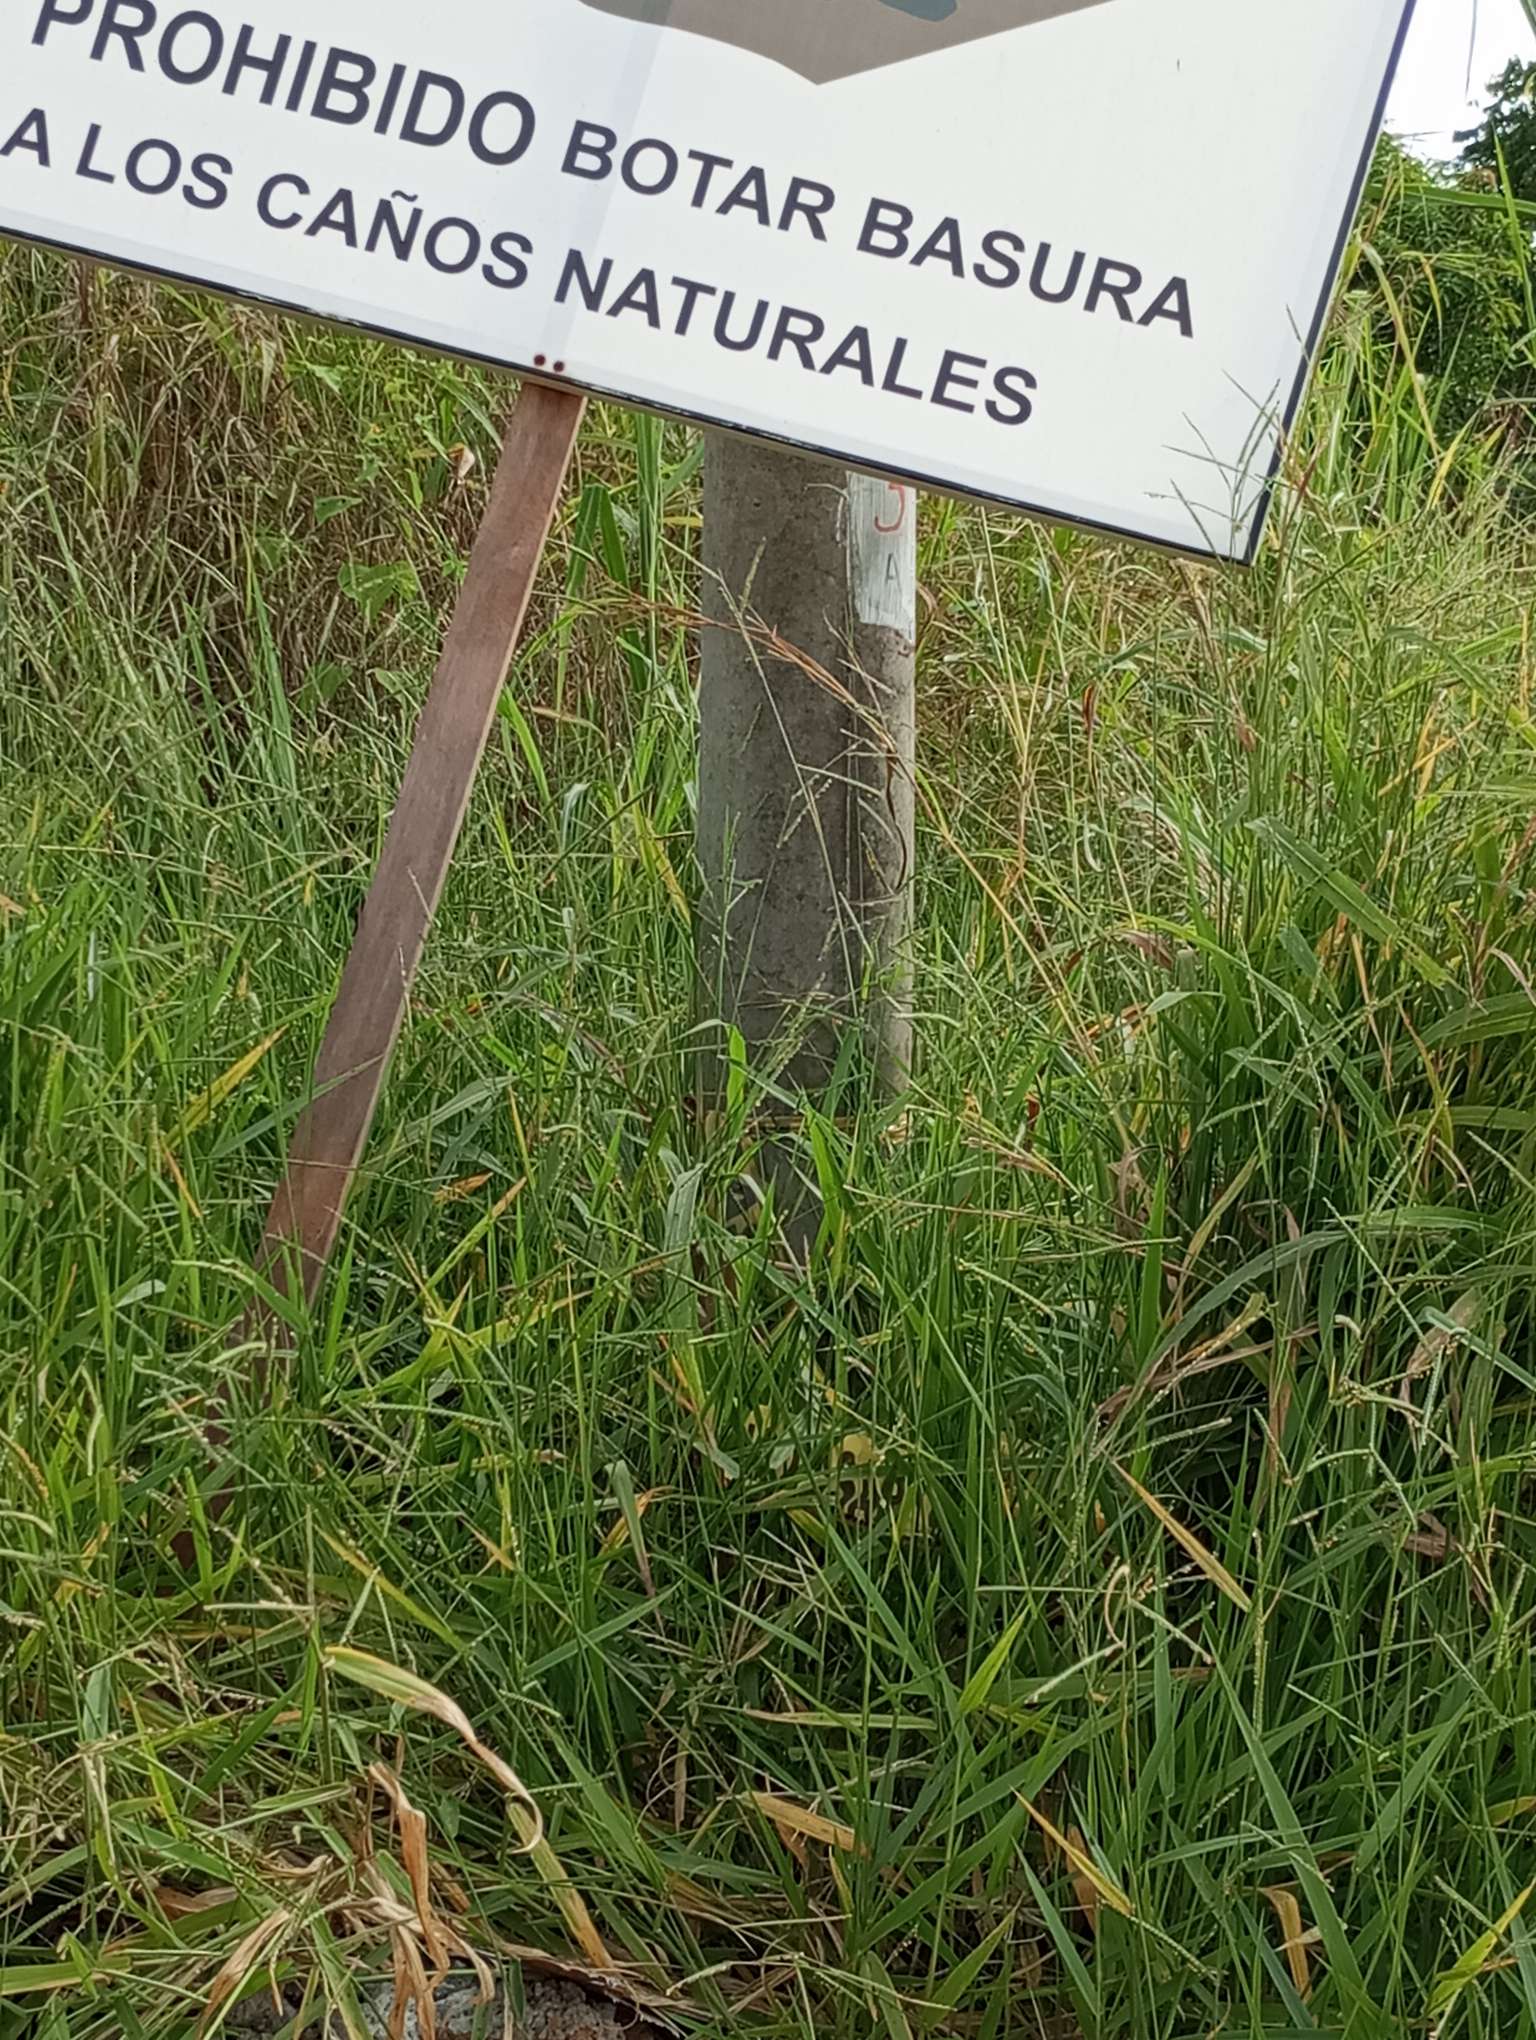 PROHIBIDO BOTAR BASURA
A LOS CAÑOS NATURALES
A